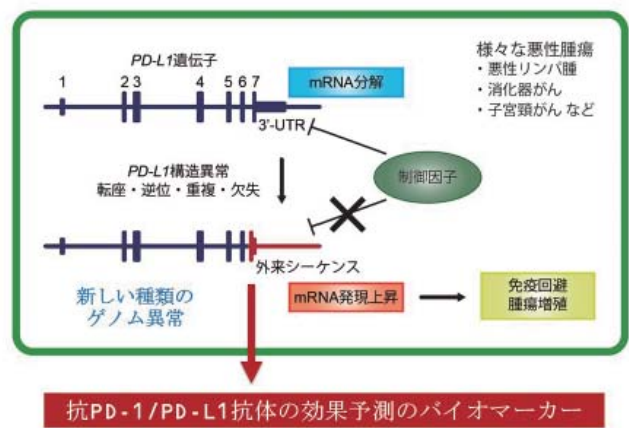 PD-L1遺伝子
1 2 3 4 5 6 7
mRNA分解
3'-UTR
様々な悪性腫瘍
・悪性リンパ腫
・消化器がん
・子宮頸がん など
PD-L1構造異常
転座・逆位・重複・欠失
制御因子
外来シーケンス
新しい種類の
ゲノム異常
mRNA発現上昇
免疫回避
腫瘍増殖
抗PD-1/PD-L1抗体の効果予測のバイオマーカー